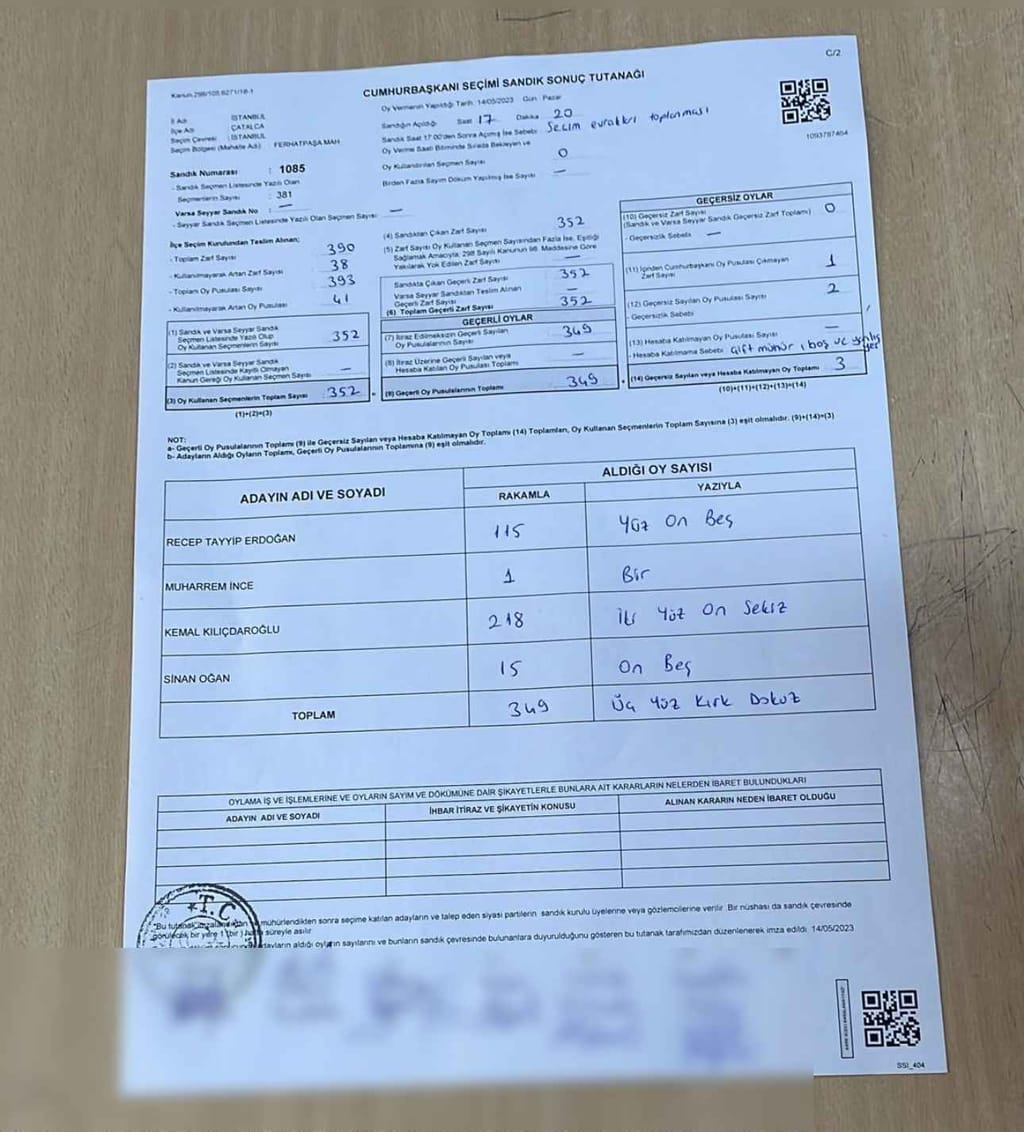 C/2
Kanun.298/105,6271/18-1
CUMHURBAŞKANI SEÇİMİ SANDIK SONUÇ TUTANAĞI
Oy Vermenin Yapıldığı Tarih: 14/05/2023 Gün: Pazar
İl Adı : İSTANBUL
İlçe Adı : ÇATALCA
Seçim Çevresi : İSTANBUL
Seçim Bölgesi (Mahalle Adı) : FERHATPAŞA MAH
Sandığın Açıldığı Saat 17 Dakika 20
Sandık Saat 17:00'den Sonra Açılmış İse Sebebi Seçim evrakları toplanması
Oy Verme Saati Bitiminde Sırada Bekleyen ve
Oy Kullandırılan Seçmen Sayısı 0
Birden Fazla Sayım Döküm Yapılmış İse Sayısı —
1093787464
Sandık Numarası : 1085
- Sandık Seçmen Listesinde Yazılı Olan
Seçmenlerin Sayısı : 381
Varsa Seyyar Sandık No : —
- Seyyar Sandık Seçmen Listesinde Yazılı Olan Seçmen Sayısı —
İlçe Seçim Kurulundan Teslim Alınan;
- Toplam Zarf Sayısı 390
- Kullanılmayarak Artan Zarf Sayısı 38
- Toplam Oy Pusulası Sayısı 393
- Kullanılmayarak Artan Oy Pusulası 41
(1) Sandık ve Varsa Seyyar Sandık
Seçmen Listesinde Yazılı Olup
Oy Kullanan Seçmenlerin Sayısı 352
(2) Sandık ve Varsa Seyyar Sandık
Seçmen Listesinde Kayıtlı Olmayan
Kanun Gereği Oy Kullanan Seçmen Sayısı —
(3) Oy Kullanan Seçmenlerin Toplam Sayısı 352
(1)+(2)=(3)
(4) Sandıktan Çıkan Zarf Sayısı 352
(5) Zarf Sayısı Oy Kullanan Seçmen Sayısından Fazla İse, Eşitliği
Sağlamak Amacıyla; 298 Sayılı Kanunun 98. Maddesine Göre
Yakılarak Yok Edilen Zarf Sayısı —
Sandıkta Çıkan Geçerli Zarf Sayısı 352
Varsa Seyyar Sandıktan Teslim Alınan
Geçerli Zarf Sayısı —
(6) Toplam Geçerli Zarf Sayısı 352
GEÇERLİ OYLAR
(7) İtiraz Edilmeksizin Geçerli Sayılan
Oy Pusulalarının Sayısı 349
(8) İtiraz Üzerine Geçerli Sayılan veya
Hesaba Katılan Oy Pusulası Toplamı —
(9) Geçerli Oy Pusulalarının Toplamı 349
GEÇERSİZ OYLAR
(10) Geçersiz Zarf Sayısı
(Sandık ve Varsa Seyyar Sandık Geçersiz Zarf Toplamı) 0
- Geçersizlik Sebebi —
(11) İçinden Cumhurbaşkanı Oy Pusulası Çıkmayan
Zarf Sayısı 1
(12) Geçersiz Sayılan Oy Pusulası Sayısı 2
- Geçersizlik Sebebi
(13) Hesaba Katılmayan Oy Pusulası Sayısı —
- Hesaba Katılmama Sebebi Çift mühür, boş ve yanlış yer
(14) Geçersiz Sayılan veya Hesaba Katılmayan Oy Toplamı 3
(10)+(11)+(12)+(13)=(14)
NOT:
a- Geçerli Oy Pusulalarının Toplamı (9) ile Geçersiz Sayılan veya Hesaba Katılmayan Oy Toplamı (14) Toplamları, Oy Kullanan Seçmenlerin Toplam Sayısına (3) eşit olmalıdır. (9)+(14)=(3)
b- Adayların Aldığı Oyların Toplamı, Geçerli Oy Pusulalarının Toplamına (9) eşit olmalıdır.
ADAYIN ADI VE SOYADI ALDIĞI OY SAYISI
RAKAMLA YAZIYLA
RECEP TAYYİP ERDOĞAN 115 Yüz On Beş
MUHARREM İNCE 1 Bir
KEMAL KILIÇDAROĞLU 218 İki Yüz On Sekiz
SİNAN OĞAN 15 On Beş
TOPLAM 349 Üç Yüz Kırk Dokuz
OYLAMA İŞ VE İŞLEMLERİNE VE OYLARIN SAYIM VE DÖKÜMÜNE DAİR ŞİKAYETLERLE BUNLARA AİT KARARLARIN NELERDEN İBARET BULUNDUKLARI
ADAYIN ADI VE SOYADI İHBAR İTİRAZ VE ŞİKAYETİN KONUSU ALINAN KARARIN NEDEN İBARET OLDUĞU
T.C
Bu tutanak mühürlendikten sonra seçime katılan adayların ve talep eden siyasi partilerin sandık kurulu üyelerine veya gözlemcilerine verilir. Bir nüshası da sandık çevresinde
görülecek bir yere 1 (bir) hafta süreyle asılır.
adayların aldığı oyların sayılarını ve bunların sandık çevresinde bulunanlara duyurulduğunu gösteren bu tutanak tarafımızdan düzenlenerek imza edildi. 14/05/2023
SSI_404